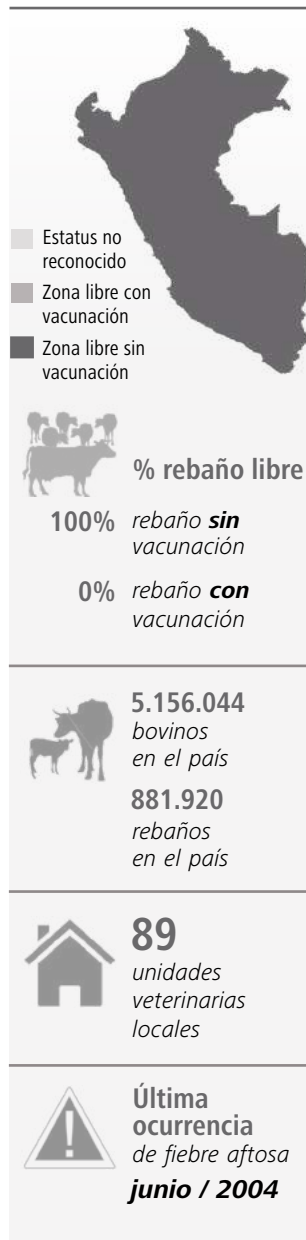 Estatus no
reconocido
Zona libre con
vacunación
Zona libre sin
vacunación
% rebaño libre
100% rebaño sin
vacunación
0% rebaño con
vacunación
5.156.044
bovinos
en el país
881.920
rebaños
en el país
89
unidades
veterinarias
locales
Última
ocurrencia
de fiebre aftosa
junio / 2004